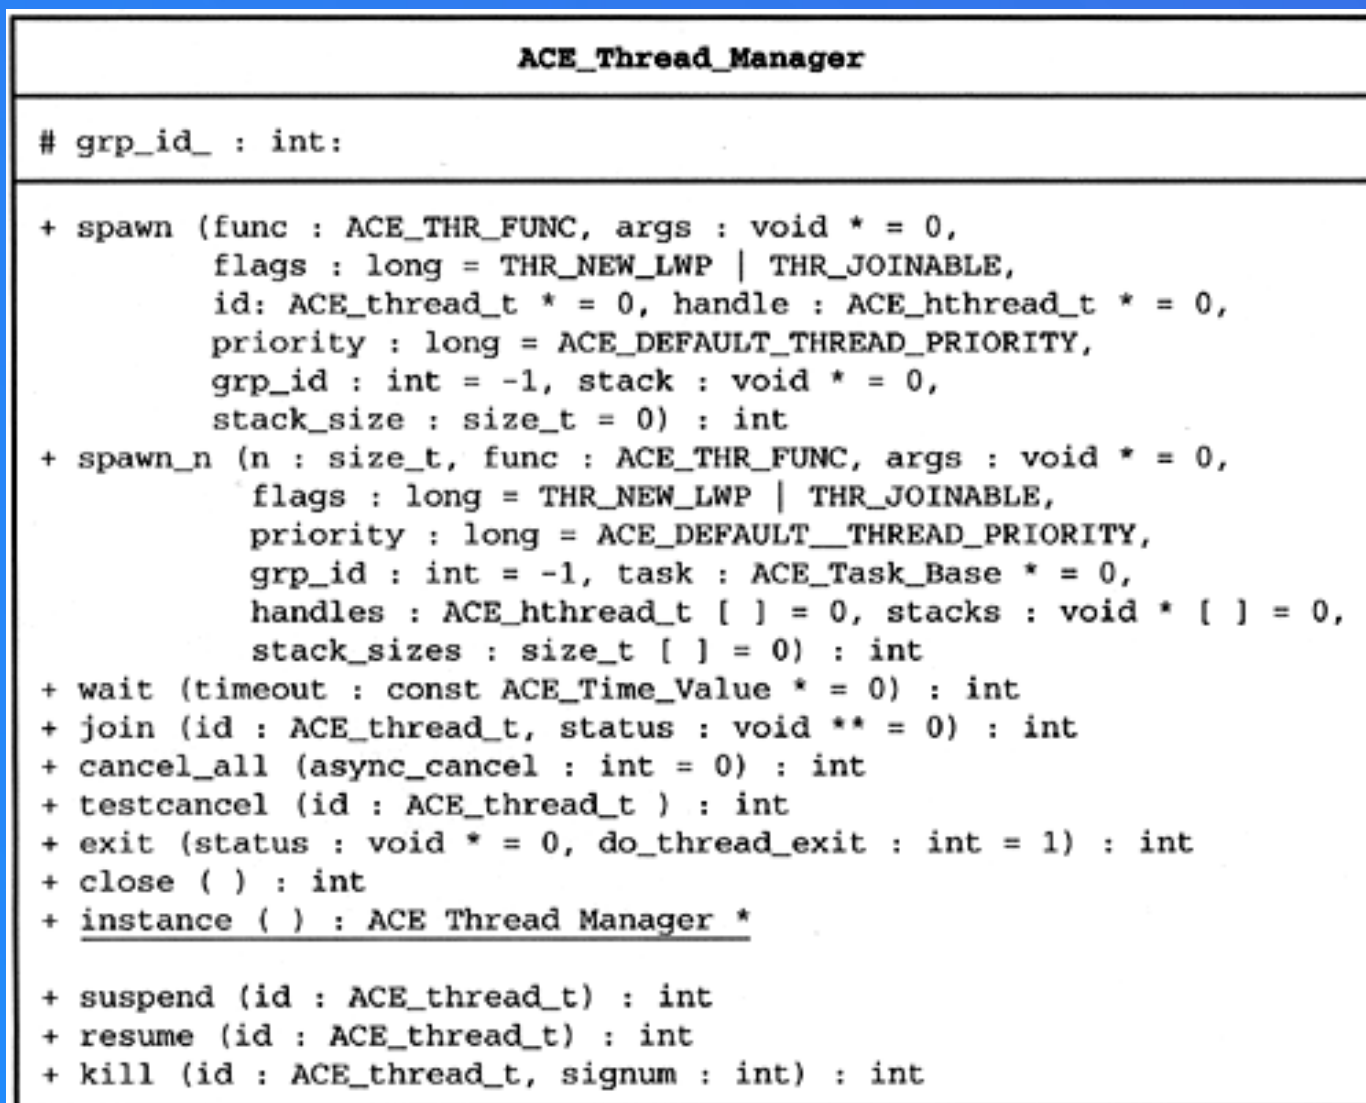 ACE_Thread_Manager
# grp_id_ : int:
+ spawn (func : ACE_THR_FUNC, args : void * = 0,
flags : long = THR_NEW_LWP | THR_JOINABLE,
id: ACE_thread_t * = 0, handle : ACE_hthread_t * = 0,
priority : long = ACE_DEFAULT_THREAD_PRIORITY,
grp_id : int = -1, stack : void * = 0,
stack_size : size_t = 0) : int
+ spawn_n (n : size_t, func : ACE_THR_FUNC, args : void * = 0,
flags : long = THR_NEW_LWP | THR_JOINABLE,
priority : long = ACE_DEFAULT__THREAD_PRIORITY,
grp_id : int = -1, task : ACE_Task_Base * = 0,
handles : ACE_hthread_t [ ] = 0, stacks : void * [ ] = 0,
stack_sizes : size_t [ ] = 0) : int
+ wait (timeout : const ACE_Time_Value * = 0) : int
+ join (id : ACE_thread_t, status : void ** = 0) : int
+ cancel_all (async_cancel : int = 0) : int
+ testcancel (id : ACE_thread_t ) : int
+ exit (status : void * = 0, do_thread_exit : int = 1) : int
+ close ( ) : int
+ instance ( ) : ACE Thread Manager *
+ suspend (id : ACE_thread_t) : int
+ resume (id : ACE_thread_t) : int
+ kill (id : ACE_thread_t, signum : int) : int